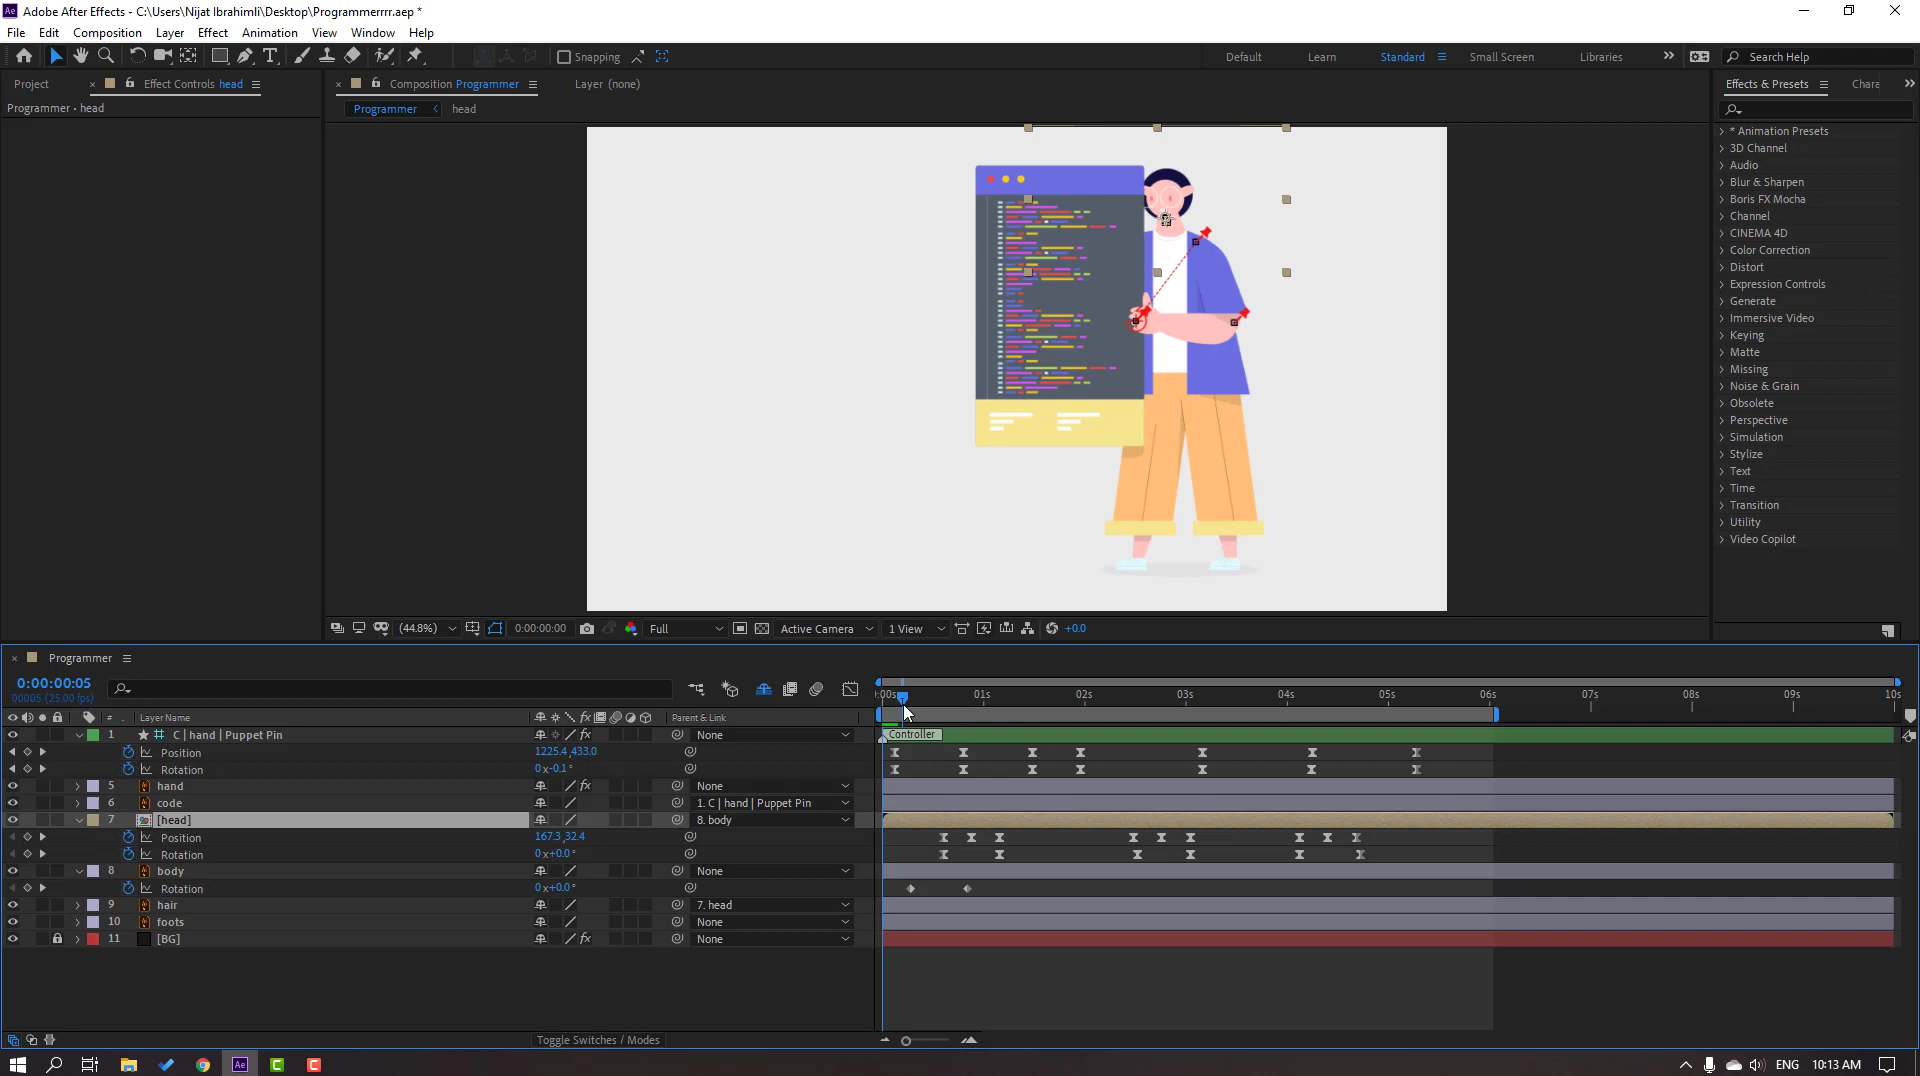 Adobe After Effects - C:\Users\Nijat Ibrahimli\Desktop\Programmerrrr.aep *
File Edit Composition Layer Effect Animation View Window Help
Snapping Default Learn Standard Small Screen Libraries Search Help
Project Effect Controls head Composition Programmer Layer (none) Effects & Presets Chara
Programmer • head
Programmer head
* Animation Presets
3D Channel
Audio
Blur & Sharpen
Boris FX Mocha
Channel
CINEMA 4D
Color Correction
Distort
Expression Controls
Generate
Immersive Video
Keying
Matte
Missing
Noise & Grain
Obsolete
Perspective
Simulation
Stylize
Text
Time
Transition
Utility
Video Copilot
(44.8%) 0:00:00:00 Full Active Camera 1 View +0.0
Programmer
0:00:00:05
00005 (25.00 fps)
:00s 01s 02s 03s 04s 05s 06s 07s 08s 09s 10s
# . Layer Name Parent & Link
1 C | hand | Puppet Pin None Controller
Position 1225.4,433.0
Rotation 0x-0.1°
5 hand None
6 code 1. C | hand | Puppet Pin
7 [head] 8. body
Position 167.3,32.4
Rotation 0x+0.0°
8 body None
Rotation 0x+0.0°
9 hair 7. head
10 foots None
11 [BG] None
Toggle Switches / Modes
ENG 10:13 AM